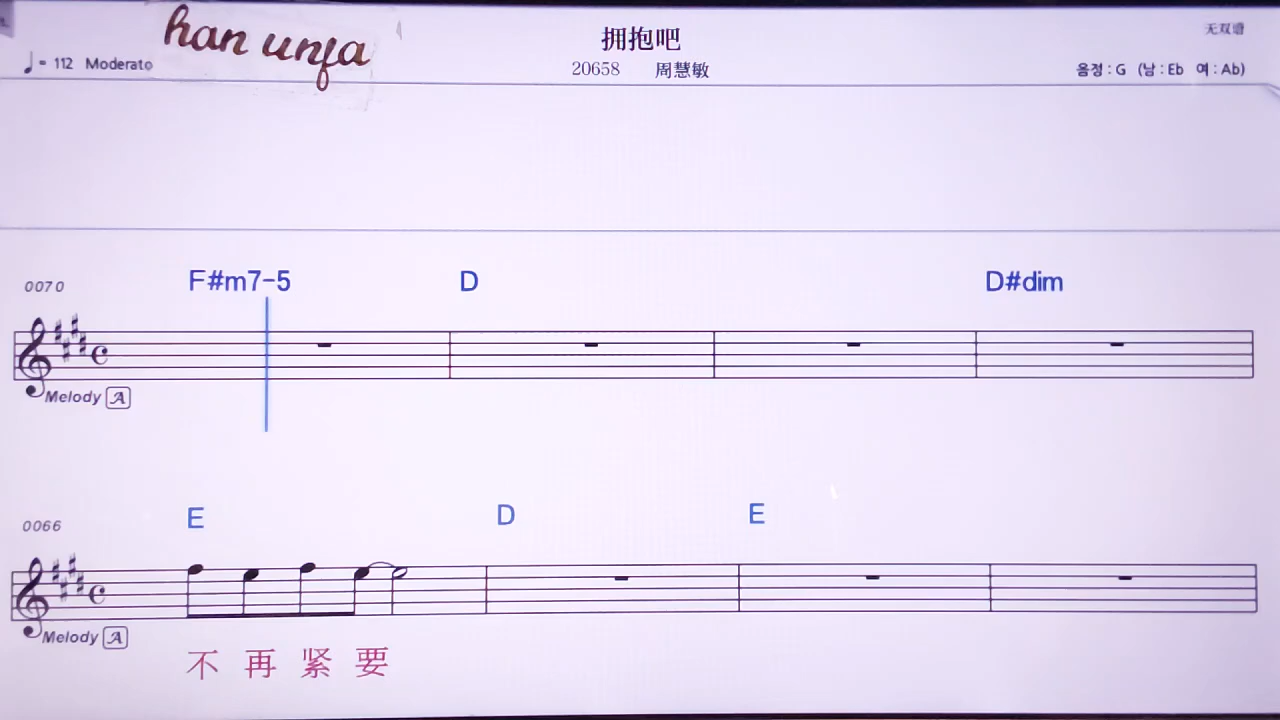 han unfa
拥抱吧
无双谱
♩= 112 Moderato
20658 周慧敏
음정 : G (남 : Eb 여 : Ab)
F#m7-5 D D#dim
0070
Melody A
E D E
0066
Melody A
不 再 紧 要